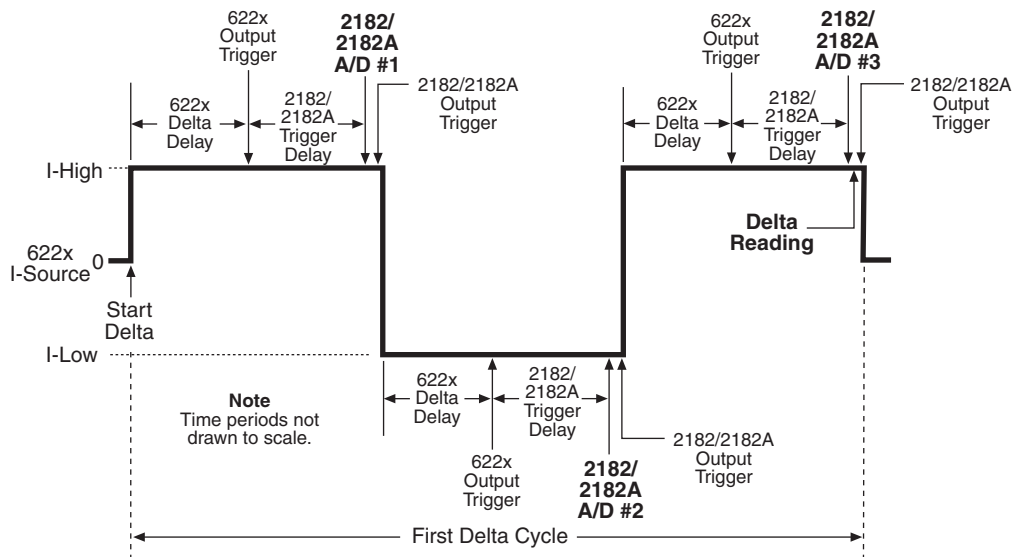 622x
Output
Trigger
2182/
2182A
A/D #1
2182/2182A
Output
Trigger
622x
Delta
Delay
2182/
2182A
Trigger
Delay
622x
Output
Trigger
2182/
2182A
A/D #3
2182/2182A
Output
Trigger
622x
Delta
Delay
2182/
2182A
Trigger
Delay
I-High
Delta
Reading
622x
I-Source
0
Start
Delta
I-Low
Note
Time periods not
drawn to scale.
622x
Delta
Delay
2182/
2182A
Trigger
Delay
622x
Output
Trigger
2182/
2182A
A/D #2
2182/2182A
Output
Trigger
First Delta Cycle